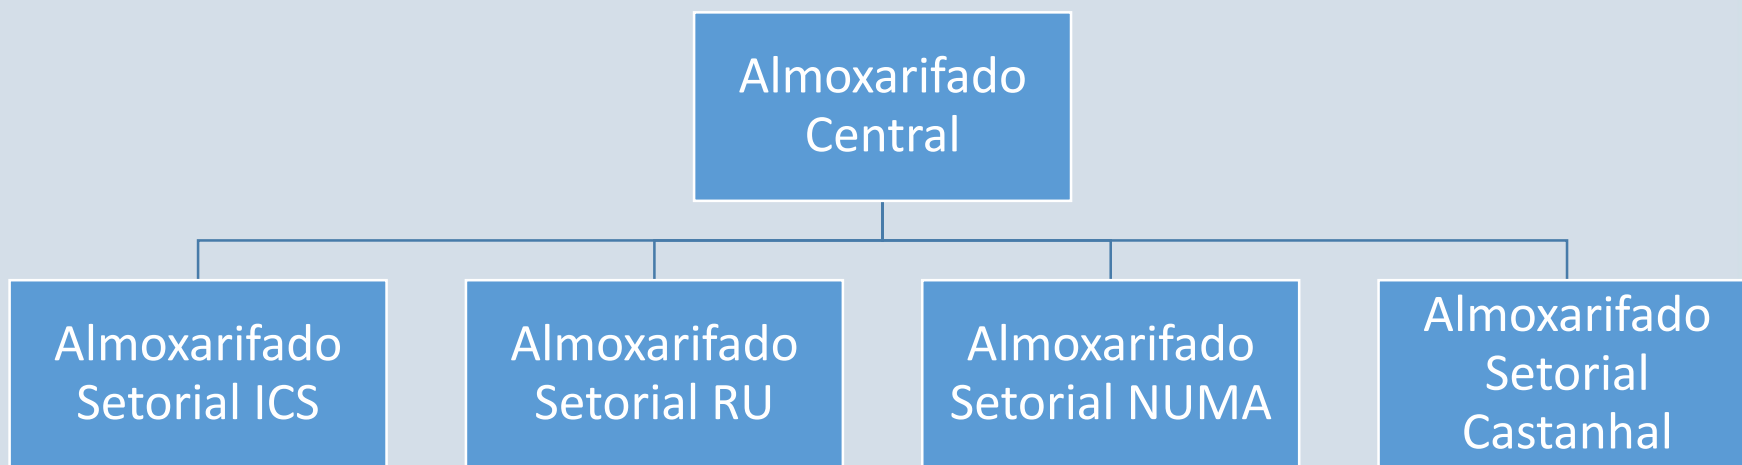 Almoxarifado
Central
Almoxarifado
Setorial ICS
Almoxarifado
Setorial RU
Almoxarifado
Setorial NUMA
Almoxarifado
Setorial
Castanhal